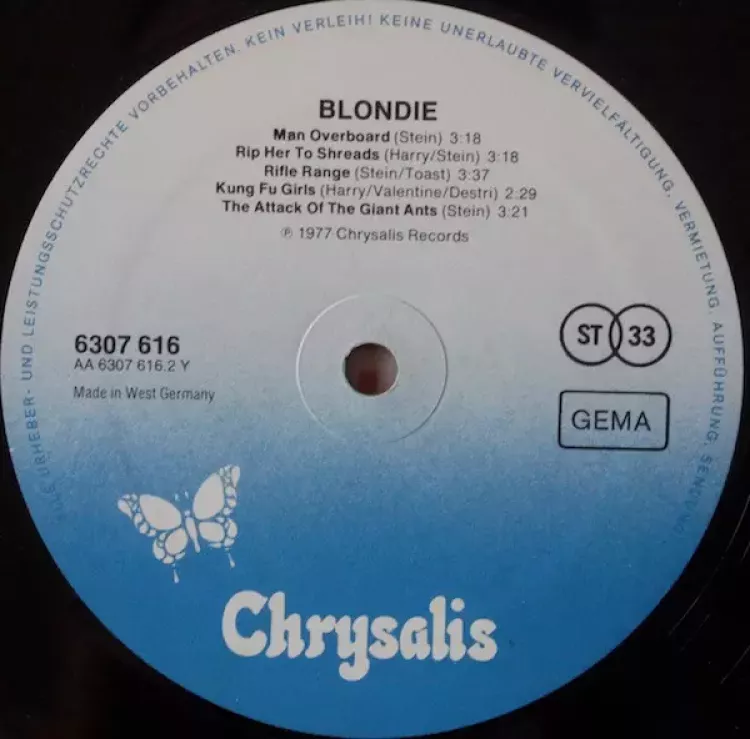 ALLE URHEBER- UND LEISTUNGSSCHUTZRECHTE VORBEHALTEN. KEIN VERLEIH! KEINE UNERLAUBTE VERVIELFÄLTIGUNG, VERMIETUNG, AUFFÜHRUNG, SENDUNG!
BLONDIE
Man Overboard (Stein) 3:18
Rip Her To Shreads (Harry/Stein) 3:18
Rifle Range (Stein/Toast) 3:37
Kung Fu Girls (Harry/Valentine/Destri) 2:29
The Attack Of The Giant Ants (Stein) 3:21
℗ 1977 Chrysalis Records
6307 616
AA 6307 616.2 Y
Made in West Germany
ST 33
GEMA
Chrysalis